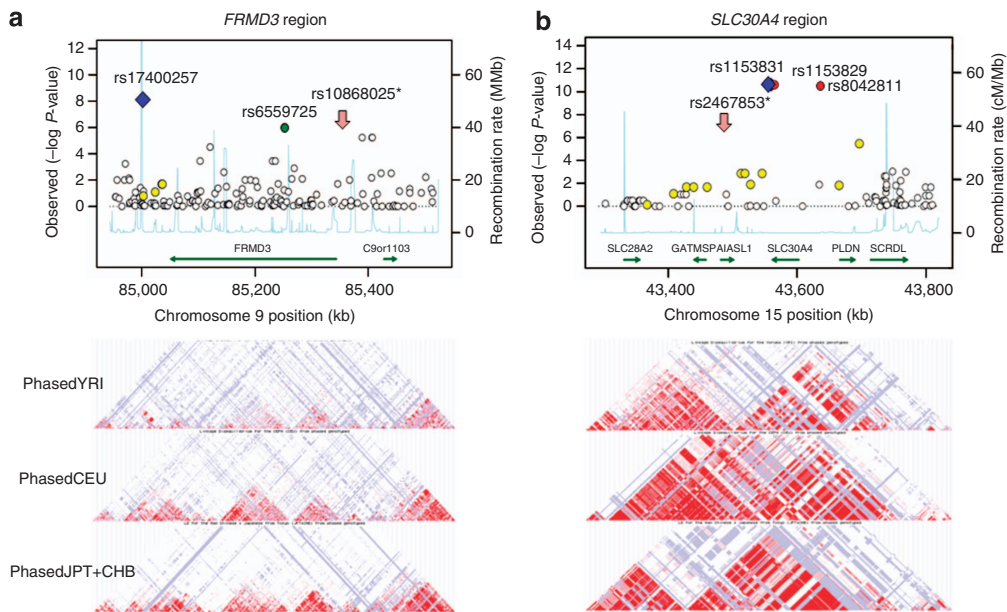 a
FRMD3 region
Observed (–log P-value)
12
10
8
6
4
2
0
rs17400257
rs6559725
rs10868025*
60
40
20
0
Recombination rate (MMb)
FRMD3
C9or1103
85,000
85,200
85,400
Chromosome 9 position (kb)
b
SLC30A4 region
Observed (–log P-value)
14
12
10
8
6
4
2
0
rs1153831
rs1153829
rs8042811
rs2467853*
60
40
20
0
Recombination rate (cM/Mb)
SLC28A2
GATMSPAIASL1
SLC30A4
PLDN
SCRDL
43,400
43,600
43,800
Chromosome 15 position (kb)
PhasedYRI
PhasedCEU
PhasedJPT+CHB